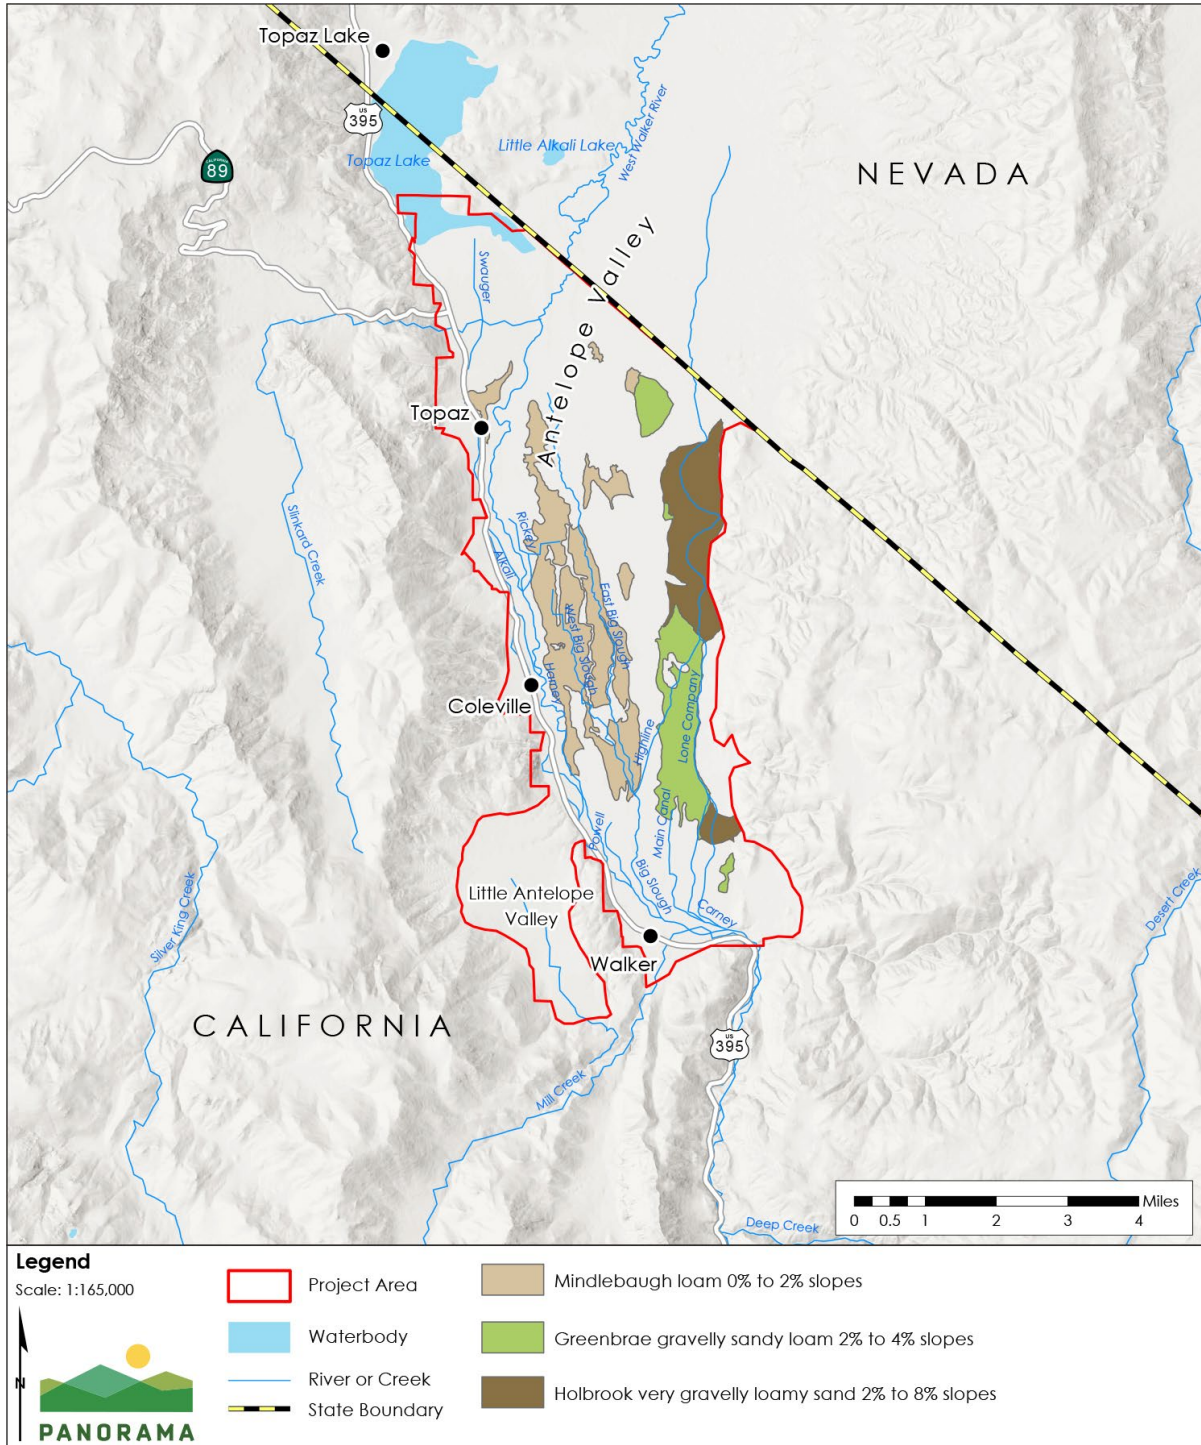 Topaz Lake
US
395
CALIFORNIA
89
Topaz Lake
Little Alkali Lake
West Walker River
NEVADA
Swauger
Antelope Valley
Topaz
Slinkard Creek
Rickey
Alkali
East Big Slough
West Big Slough
Harney
Coleville
Highline
Lone Company
Main Canal
Powell
Big Slough
Carney
Little Antelope
Valley
Walker
Silver King Creek
Desert Creek
CALIFORNIA
US
395
Mill Creek
Deep Creek
Miles
0 0.5 1 2 3 4
Legend
Scale: 1:165,000
N
PANORAMA
Project Area
Waterbody
River or Creek
State Boundary
Mindlebaugh loam 0% to 2% slopes
Greenbrae gravelly sandy loam 2% to 4% slopes
Holbrook very gravelly loamy sand 2% to 8% slopes